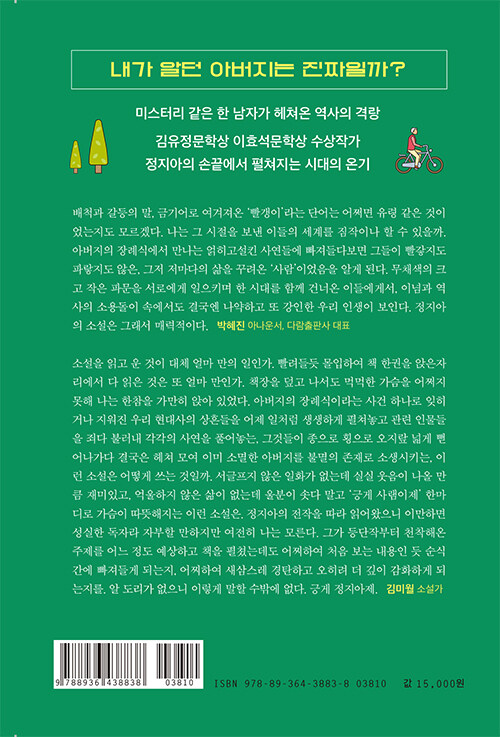 내가 알던 아버지는 진짜일까?
미스터리 같은 한 남자가 헤쳐온 역사의 격랑
김유정문학상 이효석문학상 수상작가
정지아의 손끝에서 펼쳐지는 시대의 온기
배척과 갈등의 말, 금기어로 여겨져온 ‘빨갱이’라는 단어는 어쩌면 유령 같은 것이
었는지도 모르겠다. 나는 그 시절을 보낸 이들의 세계를 짐작이나 할 수 있을까.
아버지의 장례식에서 만나는 얽히고설킨 사연들에 빠져들다보면 그들이 빨갛지도
파랗지도 않은, 그저 저마다의 삶을 꾸려온 ‘사람’이었음을 알게 된다. 무채색의 크
고 작은 파문을 서로에게 일으키며 한 시대를 함께 건너온 이들에게서, 이념과 역
사의 소용돌이 속에서도 결국엔 나약하고 또 강인한 우리 인생이 보인다. 정지아
의 소설은 그래서 매력적이다. 박혜진 아나운서, 다람출판사 대표
소설을 읽고 운 것이 대체 얼마 만의 일인가. 빨려들듯 몰입하여 책 한권을 앉은자
리에서 다 읽은 것은 또 얼마 만인가. 책장을 덮고 나서도 먹먹한 가슴을 어쩌지
못해 나는 한참을 가만히 앉아 있었다. 아버지의 장례식이라는 사건 하나로 잊히
거나 지워진 우리 현대사의 상흔들을 어제 일처럼 생생하게 펼쳐놓고 관련 인물들
을 죄다 불러내 각각의 사연을 풀어놓는, 그것들이 종으로 횡으로 오지랖 넓게 뻗
어나가다 결국은 헤쳐 모여 이미 소멸한 아버지를 불멸의 존재로 소생시키는, 이
런 소설은 어떻게 쓰는 것일까. 서글프지 않은 일화가 없는데 실실 웃음이 나올 만
큼 재미있고, 억울하지 않은 삶이 없는데 울분이 솟다 말고 ‘긍게 사램이제’ 한마
디로 가슴이 따뜻해지는 이런 소설은. 정지아의 전작을 따라 읽어왔으니 이만하면
성실한 독자라 자부할 만하지만 여전히 나는 모른다. 그가 등단작부터 천착해온
주제를 어느 정도 예상하고 책을 펼쳤는데도 어찌하여 처음 보는 내용인 듯 순식
간에 빠져들게 되는지, 어찌하여 새삼스레 경탄하고 오히려 더 깊이 감화하게 되
는지를. 알 도리가 없으니 이렇게 말할 수밖에 없다. 긍게 정지아제. 김미월 소설가
9 788936 438838 03810
ISBN 978-89-364-3883-8 03810 값 15,000원